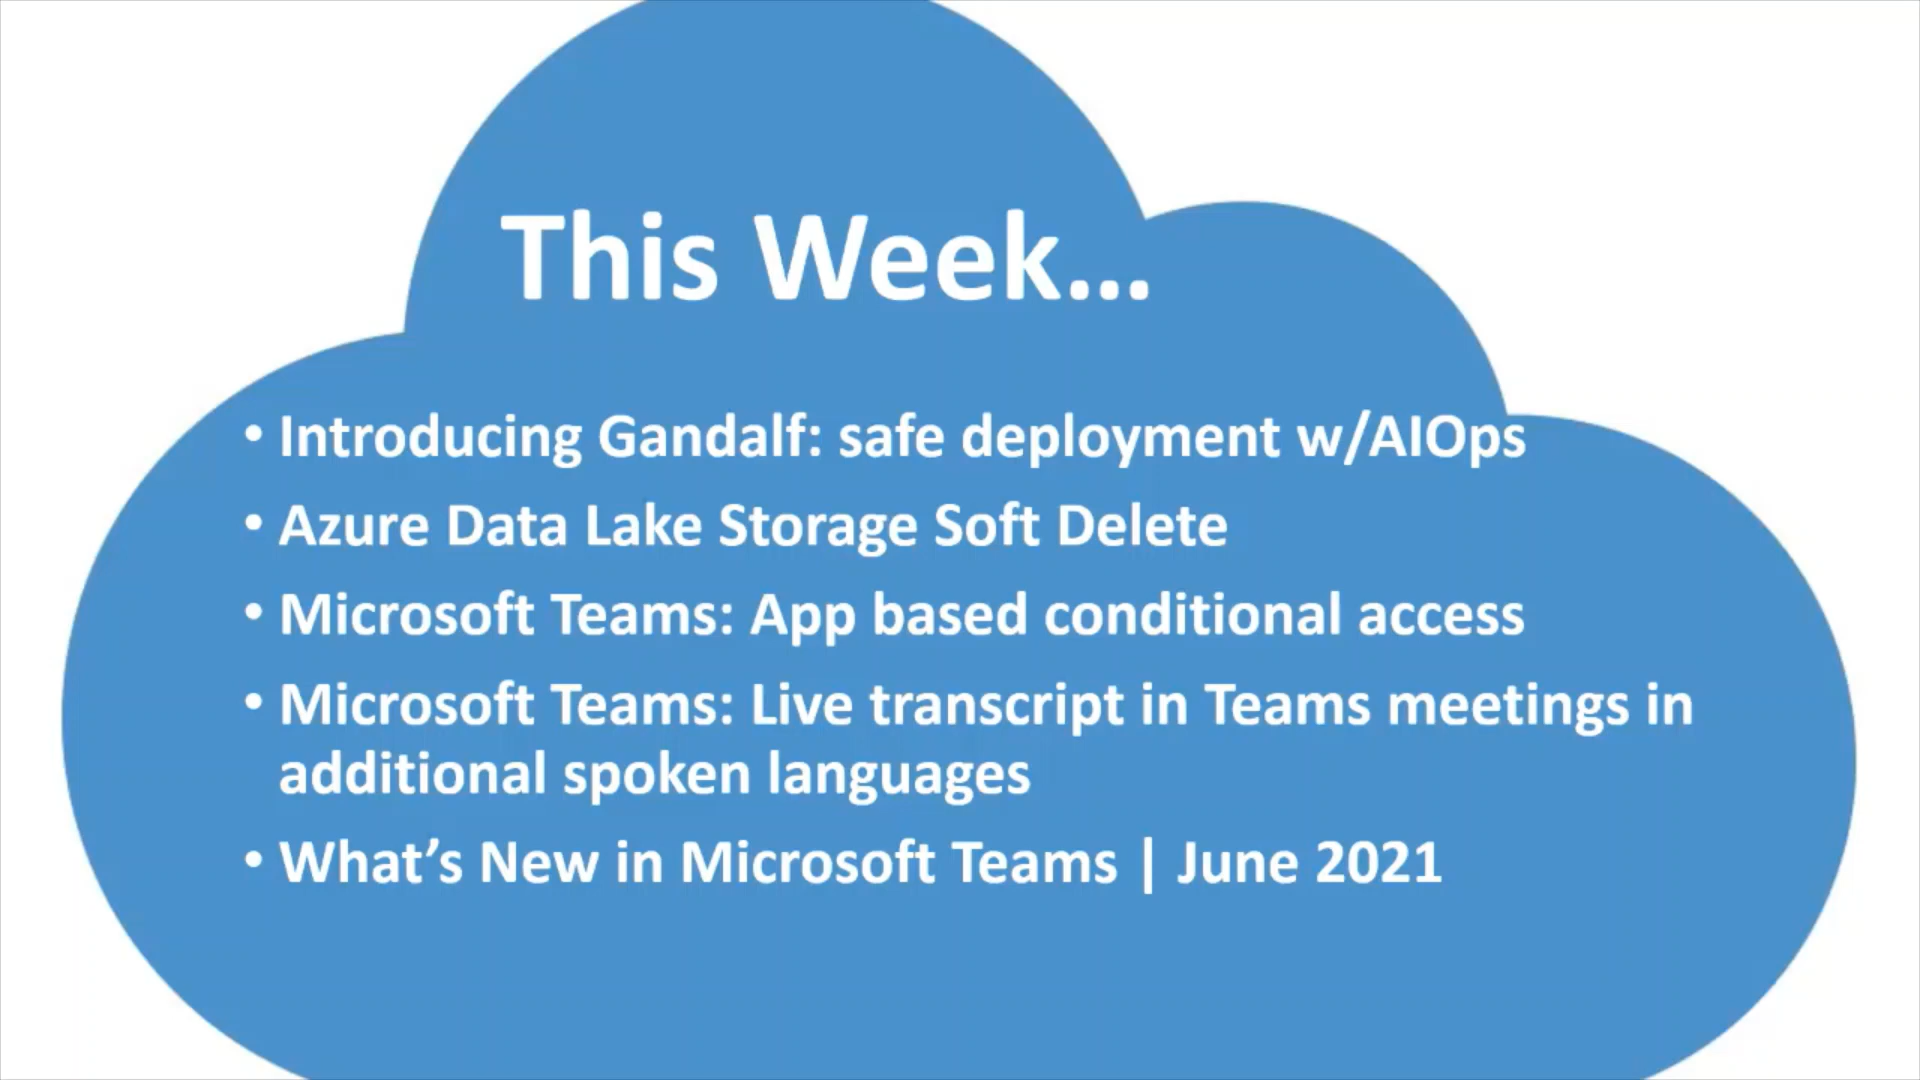 This Week...
• Introducing Gandalf: safe deployment w/AIOps
• Azure Data Lake Storage Soft Delete
• Microsoft Teams: App based conditional access
• Microsoft Teams: Live transcript in Teams meetings in
additional spoken languages
• What’s New in Microsoft Teams | June 2021